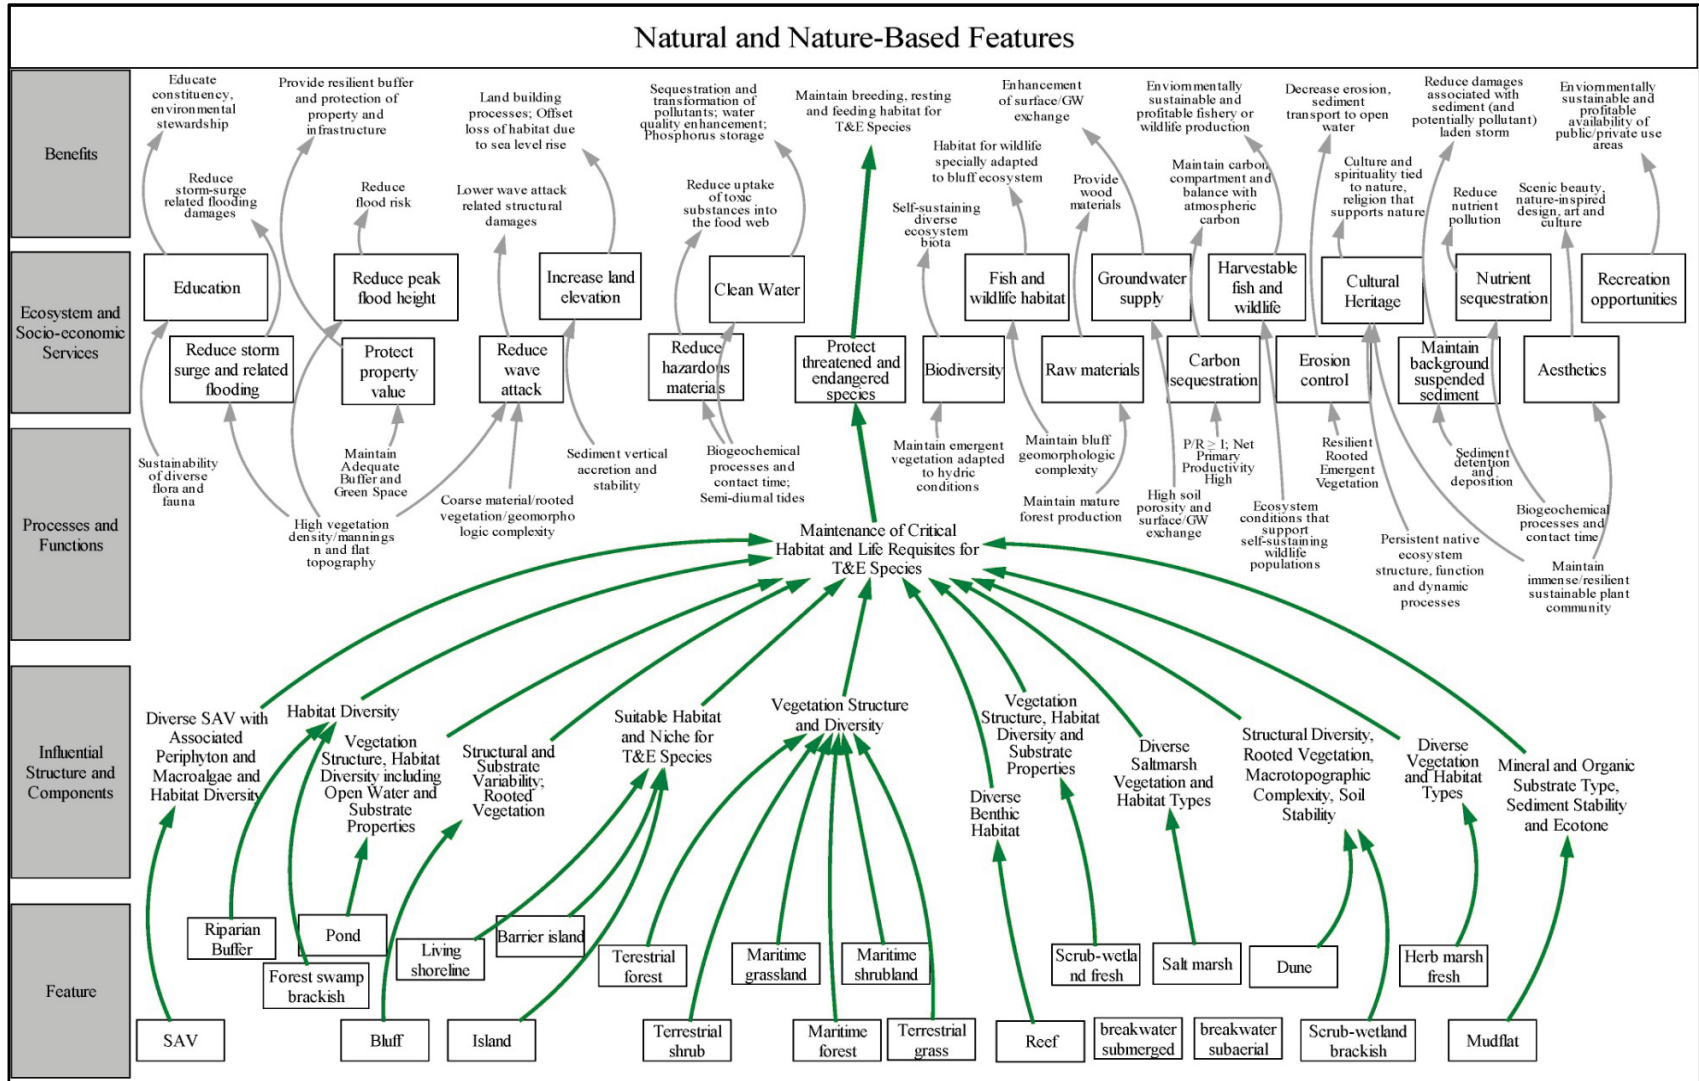 Natural and Nature-Based Features
Benefits
Educate
constituency,
environmental
stewardship
Provide resilient buffer
and protection of
property and
infrastructure
Land building
processes; Offset
loss of habitat due
to sea level rise
Sequestration and
transformation of
pollutants; water
quality enhancement;
Phosphorus storage
Maintain breeding, resting
and feeding habitat for
T&E Species
Enhancement
of surface/GW
exchange
Enviornmentally
sustainable and
profitable fishery or
wildlife production
Decrease erosion,
sediment
transport to open
water
Reduce damages
associated with
sediment (and
potentially pollutant)
laden storm
Enviornmentally
sustainable and
profitable
availability of
public/private use
areas
Reduce
storm-surge
related flooding
damages
Reduce
flood risk
Lower wave attack
related structural
damages
Reduce uptake
of toxic
substances into
the food web
Self-sustaining
diverse
ecosystem
biota
Habitat for wildlife
specially adapted
to bluff ecosystem
Provide
wood
materials
Maintain carbon
compartment and
balance with
atmospheric
carbon
Culture and
spirituality tied
to nature,
religion that
supports nature
Reduce
nutrient
pollution
Scenic beauty,
nature-inspired
design, art and
culture
Ecosystem and
Socio-economic
Services
Education
Reduce peak
flood height
Increase land
elevation
Clean Water
Fish and
wildlife habitat
Groundwater
supply
Harvestable
fish and
wildlife
Cultural
Heritage
Nutrient
sequestration
Recreation
opportunities
Reduce storm
surge and related
flooding
Protect
property
value
Reduce
wave
attack
Reduce
hazardous
materials
Protect
threatened and
endangered
species
Biodiversity
Raw materials
Carbon
sequestration
Erosion
control
Maintain
background
suspended
sediment
Aesthetics
Processes and
Functions
Sustainability
of diverse
flora and
fauna
High vegetation
density/mannings
n and flat
topography
Maintain
Adequate
Buffer and
Green Space
Coarse material/rooted
vegetation/geomorpho
logic complexity
Sediment vertical
accretion and
stability
Biogeochemical
processes and
contact time;
Semi-diurnal tides
Maintenance of Critical
Habitat and Life Requisites for
T&E Species
Maintain emergent
vegetation adapted
to hydric
conditions
Maintain bluff
geomorphologic
complexity
Maintain mature
forest production
High soil
porosity and
surface/GW
exchange
P/R ≥ 1; Net
Primary
Productivity
High
Ecosystem
conditions that
support
self-sustaining
wildlife
populations
Resilient
Rooted
Emergent
Vegetation
Persistent native
ecosystem
structure, function
and dynamic
processes
Sediment
detention
and
deposition
Biogeochemical
processes and
contact time
Maintain
immense/resilient
sustainable plant
community
Influential
Structure and
Components
Diverse SAV with
Associated
Periphyton and
Macroalgae and
Habitat Diversity
Habitat Diversity
Vegetation
Structure, Habitat
Diversity including
Open Water and
Substrate
Properties
Structural and
Substrate
Variability;
Rooted
Vegetation
Suitable Habitat
and Niche for
T&E Species
Vegetation Structure
and Diversity
Diverse
Benthic
Habitat
Vegetation
Structure, Habitat
Diversity and
Substrate
Properties
Diverse
Saltmarsh
Vegetation and
Habitat Types
Structural Diversity,
Rooted Vegetation,
Macrotopographic
Complexity, Soil
Stability
Diverse
Vegetation
and Habitat
Types
Mineral and Organic
Substrate Type,
Sediment Stability
and Ecotone
Feature
Riparian
Buffer
Pond
Forest swamp
brackish
Living
shoreline
Barrier island
Terestrial
forest
Maritime
grassland
Maritime
shrubland
Scrub-wetla
nd fresh
Salt marsh
Dune
Herb marsh
fresh
SAV
Bluff
Island
Terrestrial
shrub
Maritime
forest
Terrestrial
grass
Reef
breakwater
submerged
breakwater
subaerial
Scrub-wetland
brackish
Mudflat